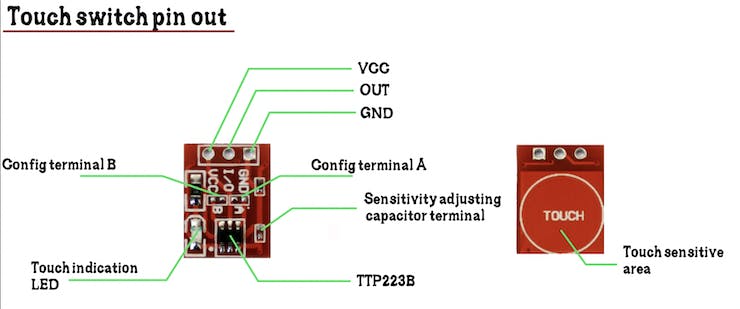 Touch switch pin out
VCC
OUT
GND
Config terminal B
Config terminal A
VCC
I/O
GND
B
A
Sensitivity adjusting
capacitor terminal
Touch indication
LED
TTP223B
TOUCH
Touch sensitive
area